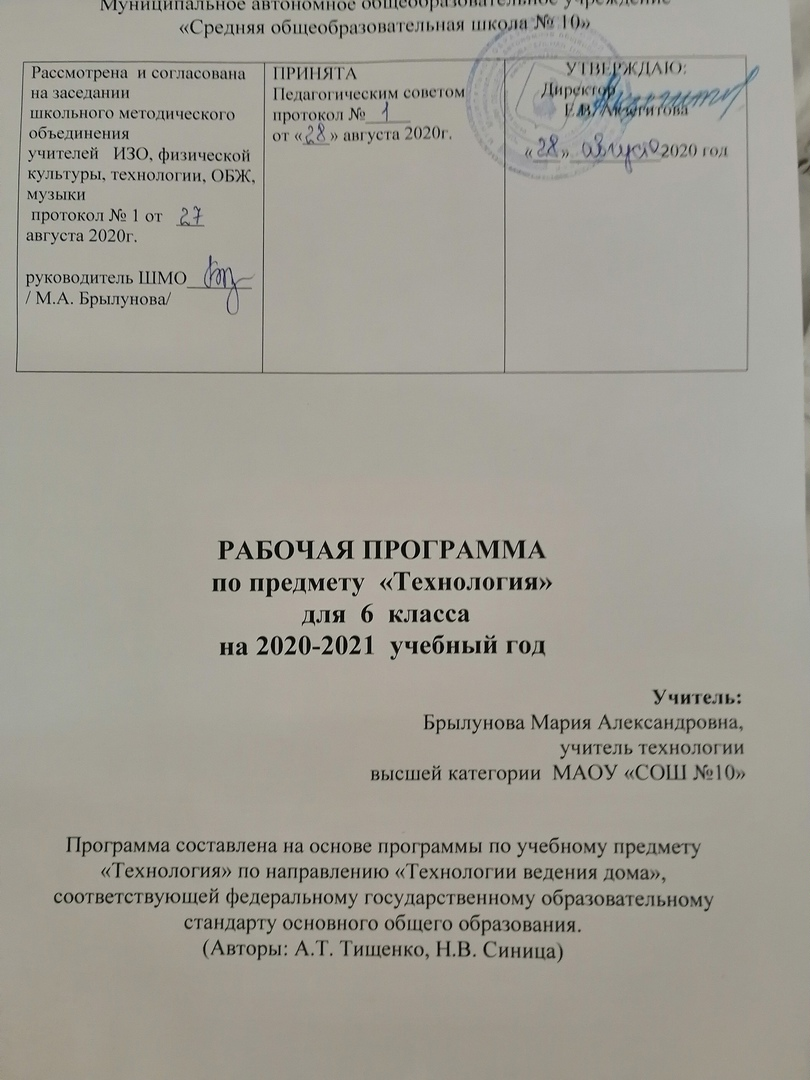 Муниципальное автономное общеобразовательное учреждение
«Средняя общеобразовательная школа № 10»
Рассмотрена и согласована
на заседании
школьного методического
объединения
учителей ИЗО, физической
культуры, технологии, ОБЖ,
музыки
протокол № 1 от 27
августа 2020г.
руководитель ШМО
/ М.А. Брылунова/
ПРИНЯТА
Педагогическим советом
протокол № 1
от «28» августа 2020г.
УТВЕРЖДАЮ:
Директор
Е.В.
«28» августа 2020 год
РАБОЧАЯ ПРОГРАММА
по предмету «Технология»
для 6 класса
на 2020-2021 учебный год
Учитель:
Брылунова Мария Александровна,
учитель технологии
высшей категории МАОУ «СОШ №10»
Программа составлена на основе программы по учебному предмету
«Технология» по направлению «Технологии ведения дома»,
соответствующей федеральному государственному образовательному
стандарту основного общего образования.
(Авторы: А.Т. Тищенко, Н.В. Синица)